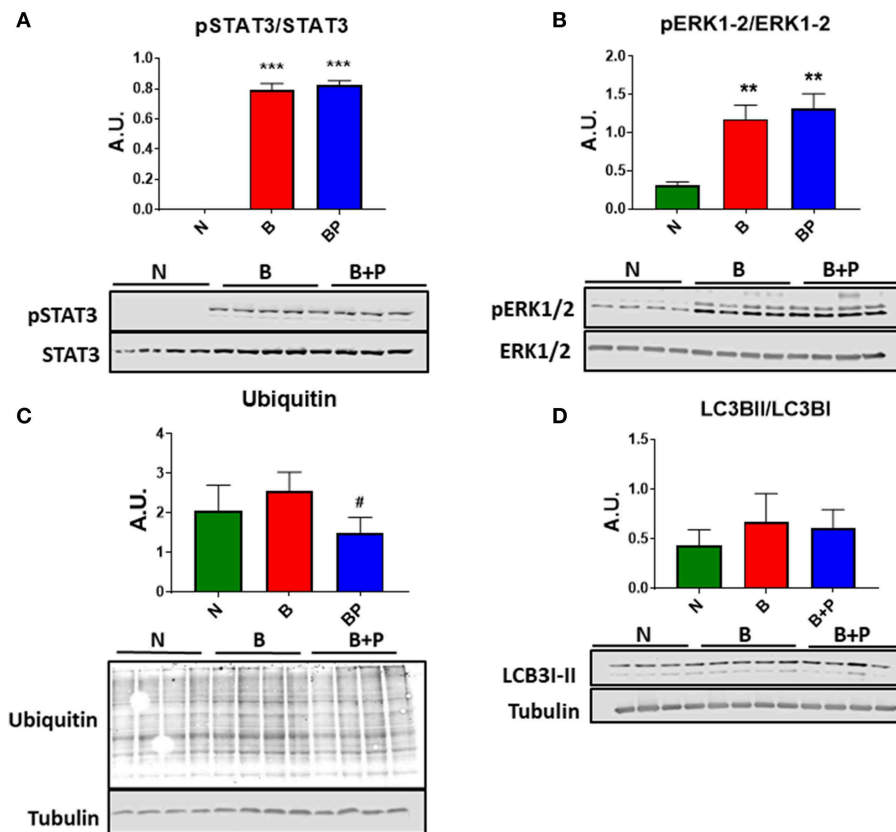 A
pSTAT3/STAT3
A.U.
1.0
0.8
0.6
0.4
0.2
0.0
***
***
N
B
BP
N B B+P
pSTAT3
STAT3
B
pERK1-2/ERK1-2
A.U.
2.0
1.5
1.0
0.5
0.0
**
**
N
B
BP
N B B+P
pERK1/2
ERK1/2
C
Ubiquitin
A.U.
4
3
2
1
0
#
N
B
BP
N B B+P
Ubiquitin
Tubulin
D
LC3BII/LC3BI
A.U.
1.5
1.0
0.5
0.0
N
B
B+P
N B B+P
LCB3I-II
Tubulin